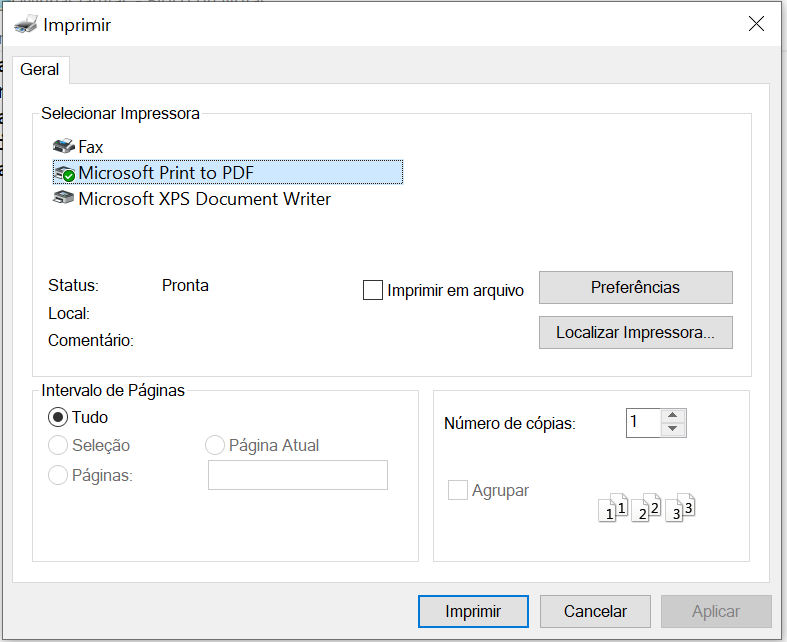 Imprimir
Geral
Selecionar Impressora
Fax
Microsoft Print to PDF
Microsoft XPS Document Writer
Status: Pronta
Imprimir em arquivo
Preferências
Local:
Localizar Impressora...
Comentário:
Intervalo de Páginas
Tudo
Seleção
Página Atual
Páginas:
Número de cópias: 1
Agrupar
1 1 2 2 3 3
Imprimir
Cancelar
Aplicar